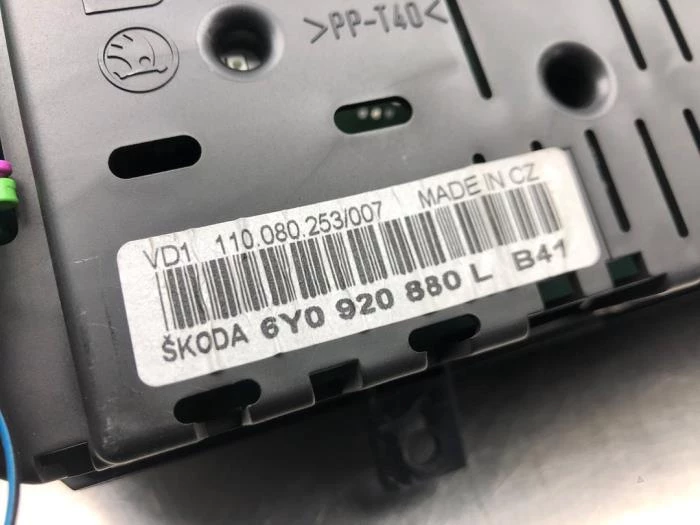 >PP-T40<
VD1 110.080.253/007 MADE IN CZ
ŠKODA 6Y0 920 880 L B41